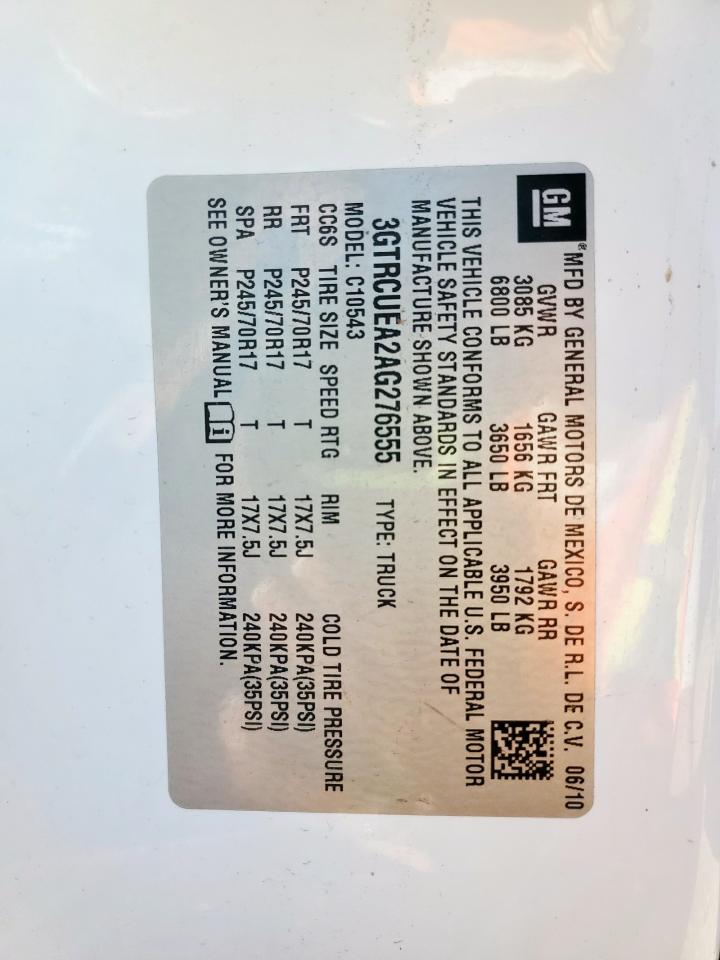 GM® MFD BY GENERAL MOTORS DE MEXICO, S. DE R.L. DE C.V. 06/10
GVWR GAWR FRT GAWR RR
3085 KG 1656 KG 1792 KG
6800 LB 3650 LB 3950 LB
THIS VEHICLE CONFORMS TO ALL APPLICABLE U.S. FEDERAL MOTOR
VEHICLE SAFETY STANDARDS IN EFFECT ON THE DATE OF
MANUFACTURE SHOWN ABOVE.
3GTRCUEA2AG276555 TYPE: TRUCK
MODEL: C10543
CC6S TIRE SIZE SPEED RTG RIM COLD TIRE PRESSURE
FRT P245/70R17 T 17X7.5J 240KPA(35PSI)
RR P245/70R17 T 17X7.5J 240KPA(35PSI)
SPA P245/70R17 T 17X7.5J 240KPA(35PSI)
SEE OWNER'S MANUAL i FOR MORE INFORMATION.